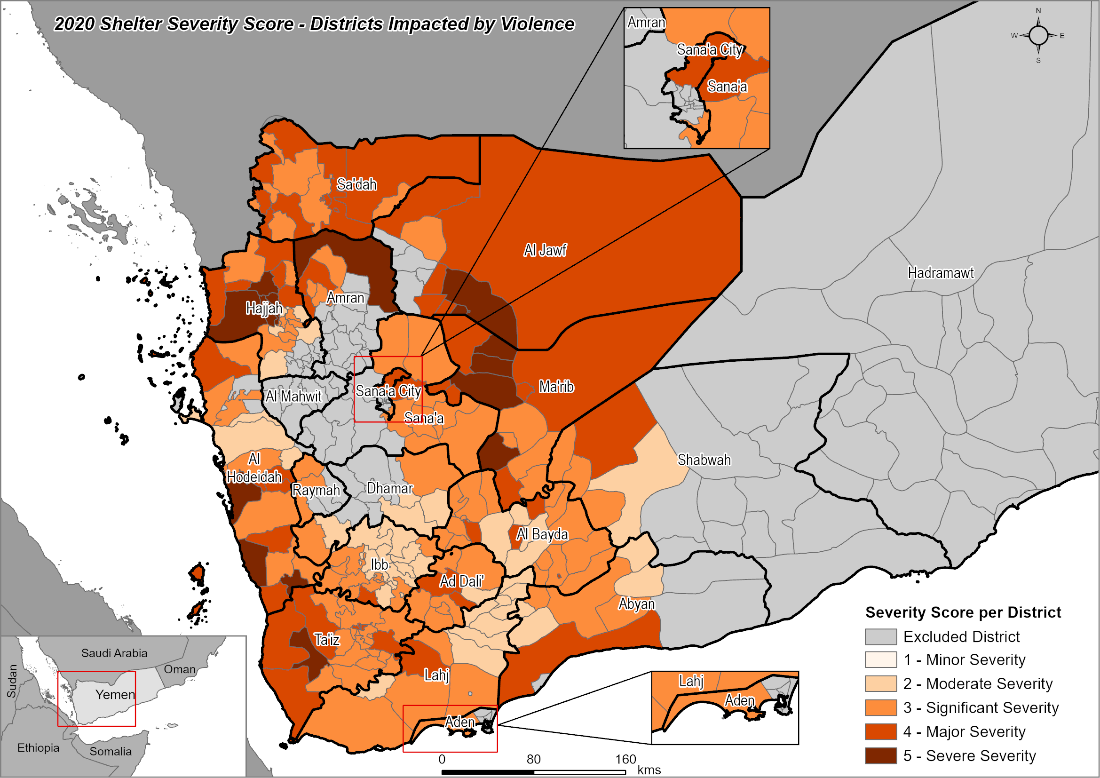 2020 Shelter Severity Score - Districts Impacted by Violence
N
W
E
S
Amran
Sana'a City
Sana'a
Sa'dah
Al Jawf
Hadramawt
Hajjah
Amran
Ma'rib
Al Mahwit
Sana'a City
Sana'a
Al
Hodeidah
Raymah
Dhamar
Shabwah
Al Bayda
Ibb
Ad Dali'
Abyan
Ta'iz
Lahj
Aden
Lahj
Aden
Severity Score per District
Excluded District
1 - Minor Severity
2 - Moderate Severity
3 - Significant Severity
4 - Major Severity
5 - Severe Severity
Saudi Arabia
Sudan
Oman
Yemen
Ethiopia
Somalia
0 80 160
kms